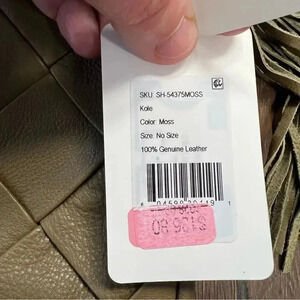 SKU: SH-54375MOSS
Kole
Color: Moss
Size: No Size
100% Genuine Leather